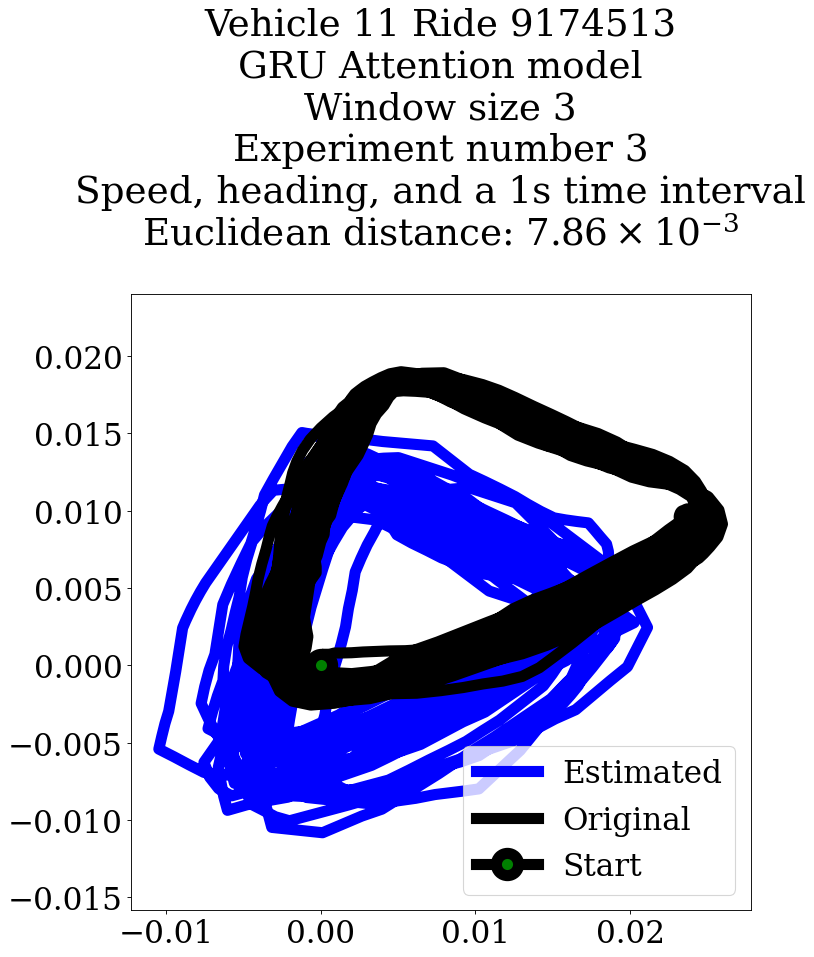 Vehicle 11 Ride 9174513
GRU Attention model
Window size 3
Experiment number 3
Speed, heading, and a 1s time interval
Euclidean distance: 7.86 × 10⁻³
0.020
0.015
0.010
0.005
0.000
−0.005
−0.010
−0.015
−0.01
0.00
0.01
0.02
Estimated
Original
Start